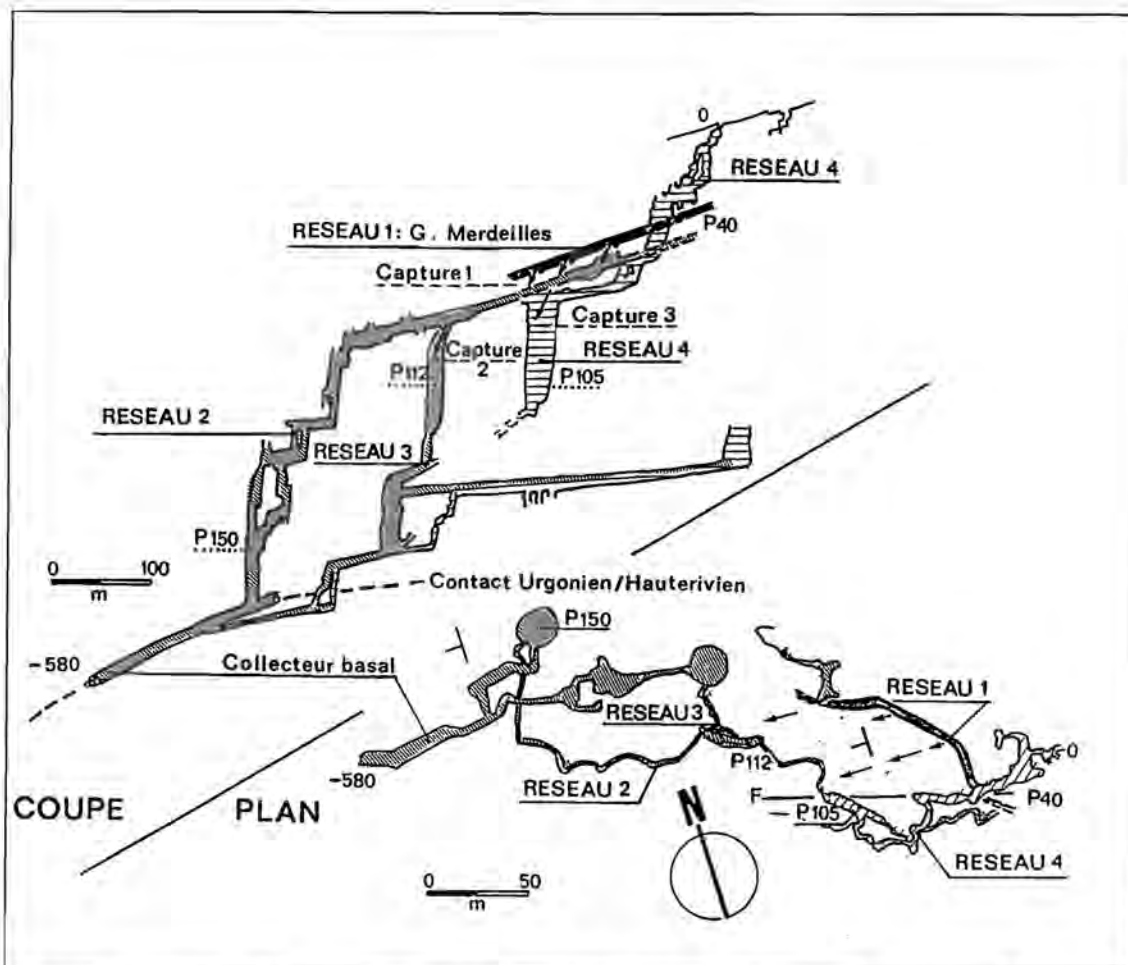 0
RESEAU 4
RESEAU 1: G. Merdeilles
P40
Capture 1
Capture 3
Capture
2
RESEAU 4
P112
P105
RESEAU 2
RESEAU 3
P150
0 100
m
Contact Urgonien/Hauterivien
P150
-580
Collecteur basal
RESEAU 1
RESEAU 3
0
P112
-580
RESEAU 2
F
P40
P105
COUPE PLAN
N
RESEAU 4
0 50
m